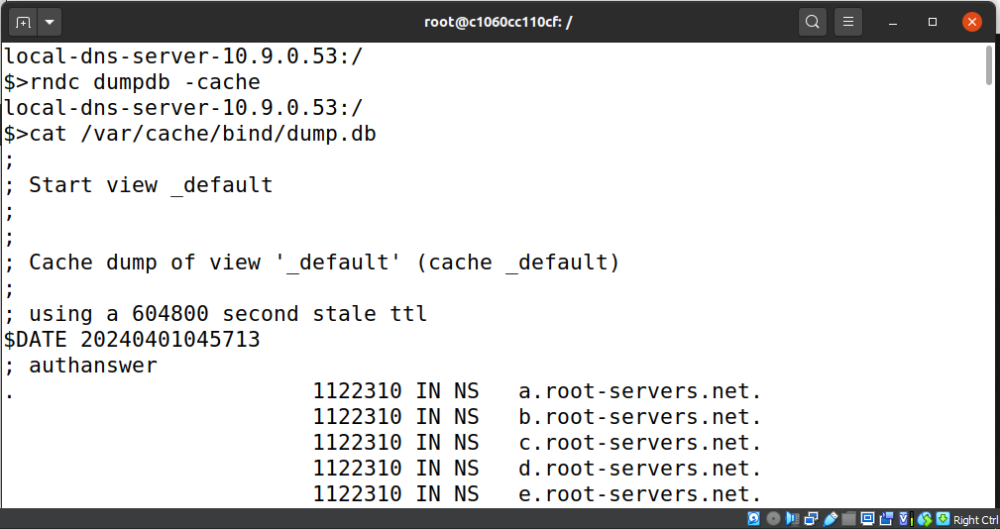 root@c1060cc110cf: /
local-dns-server-10.9.0.53:/
$>rndc dumpdb -cache
local-dns-server-10.9.0.53:/
$>cat /var/cache/bind/dump.db
;
; Start view _default
;
;
; Cache dump of view '_default' (cache _default)
;
; using a 604800 second stale ttl
$DATE 20240401045713
; authanswer
. 1122310 IN NS a.root-servers.net.
1122310 IN NS b.root-servers.net.
1122310 IN NS c.root-servers.net.
1122310 IN NS d.root-servers.net.
1122310 IN NS e.root-servers.net.
Right Ctrl